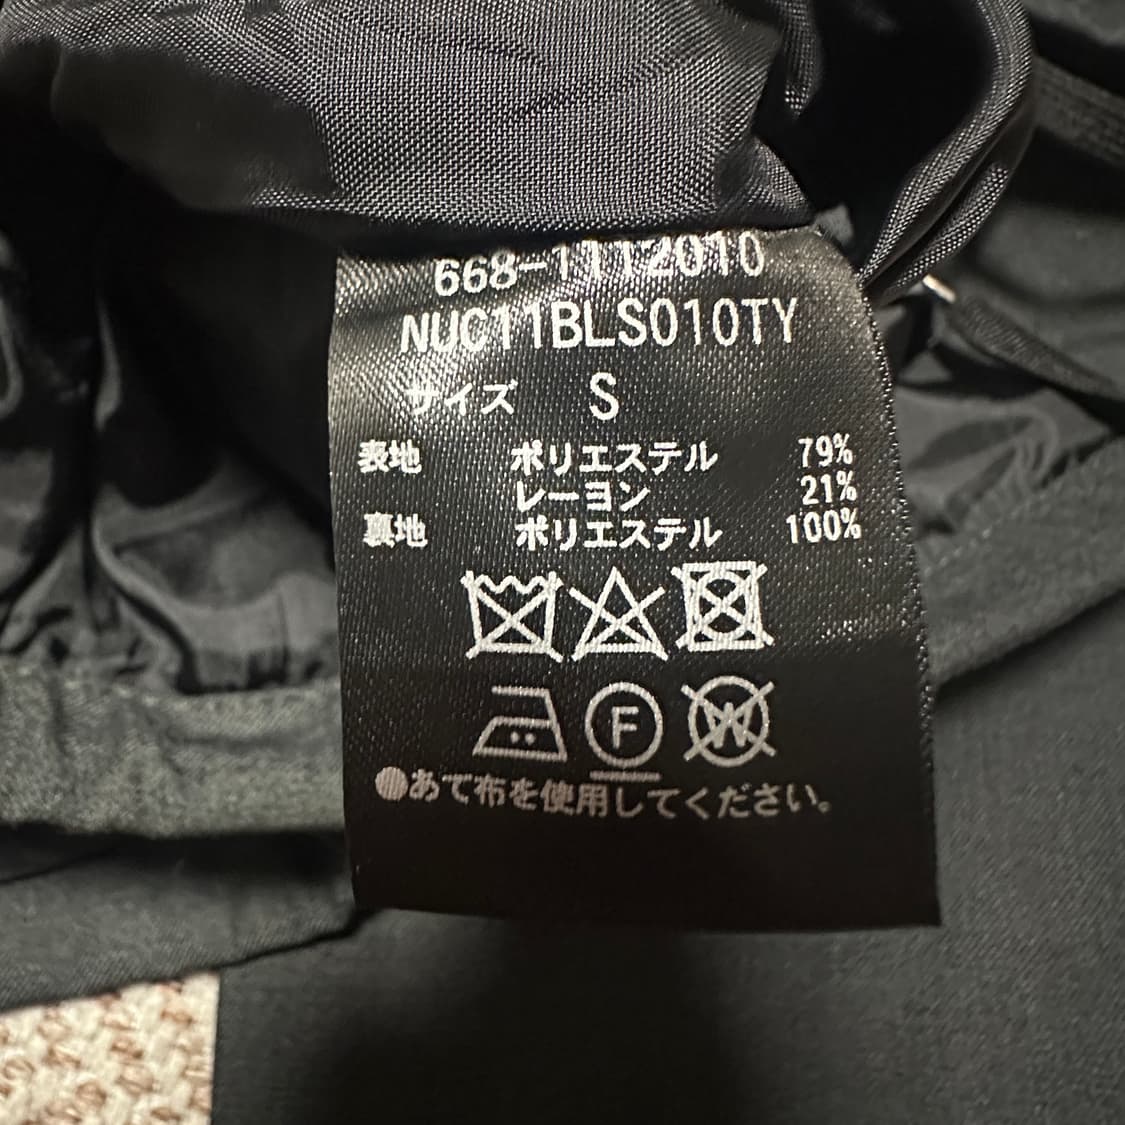 668-1112010
NUC11BLS010TY
サイズ S
表地 ポリエステル 79%
レーヨン 21%
裏地 ポリエステル 100%
F W
●あて布を使用してください。